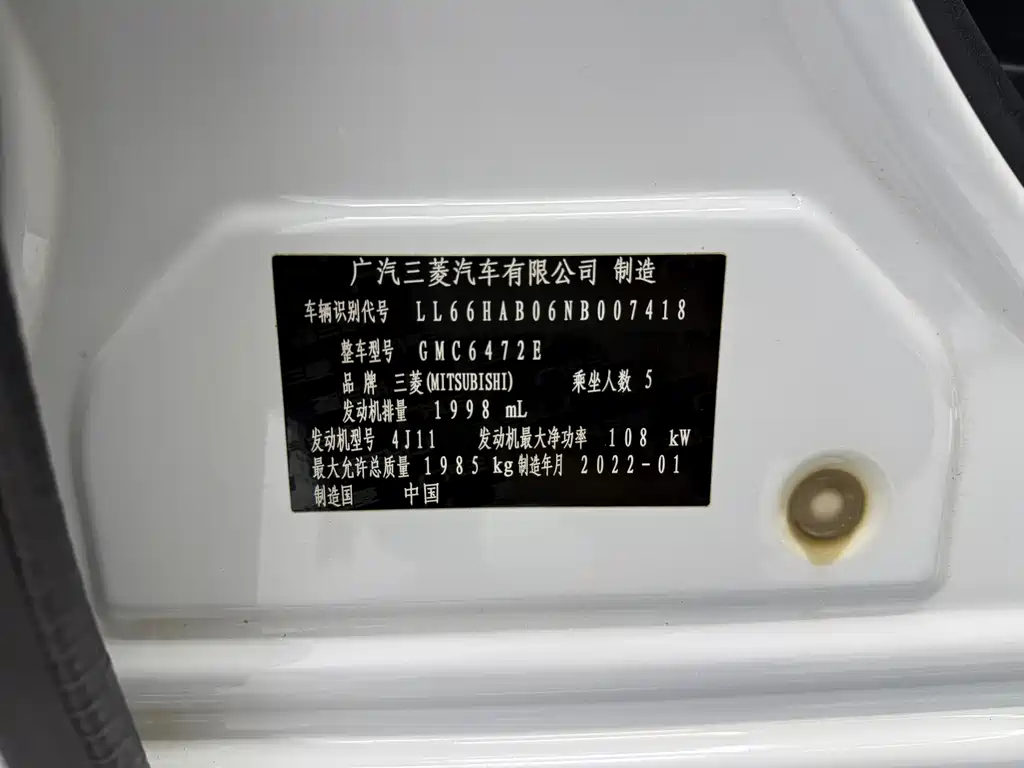 广汽三菱汽车有限公司 制造
车辆识别代号 LL66HAB06NB007418
整车型号 GMC6472E
品牌 三菱(MITSUBISHI) 乘坐人数 5
发动机排量 1998 mL
发动机型号 4J11 发动机最大净功率 108 kW
最大允许总质量 1985 kg 制造年月 2022-01
制造国 中国